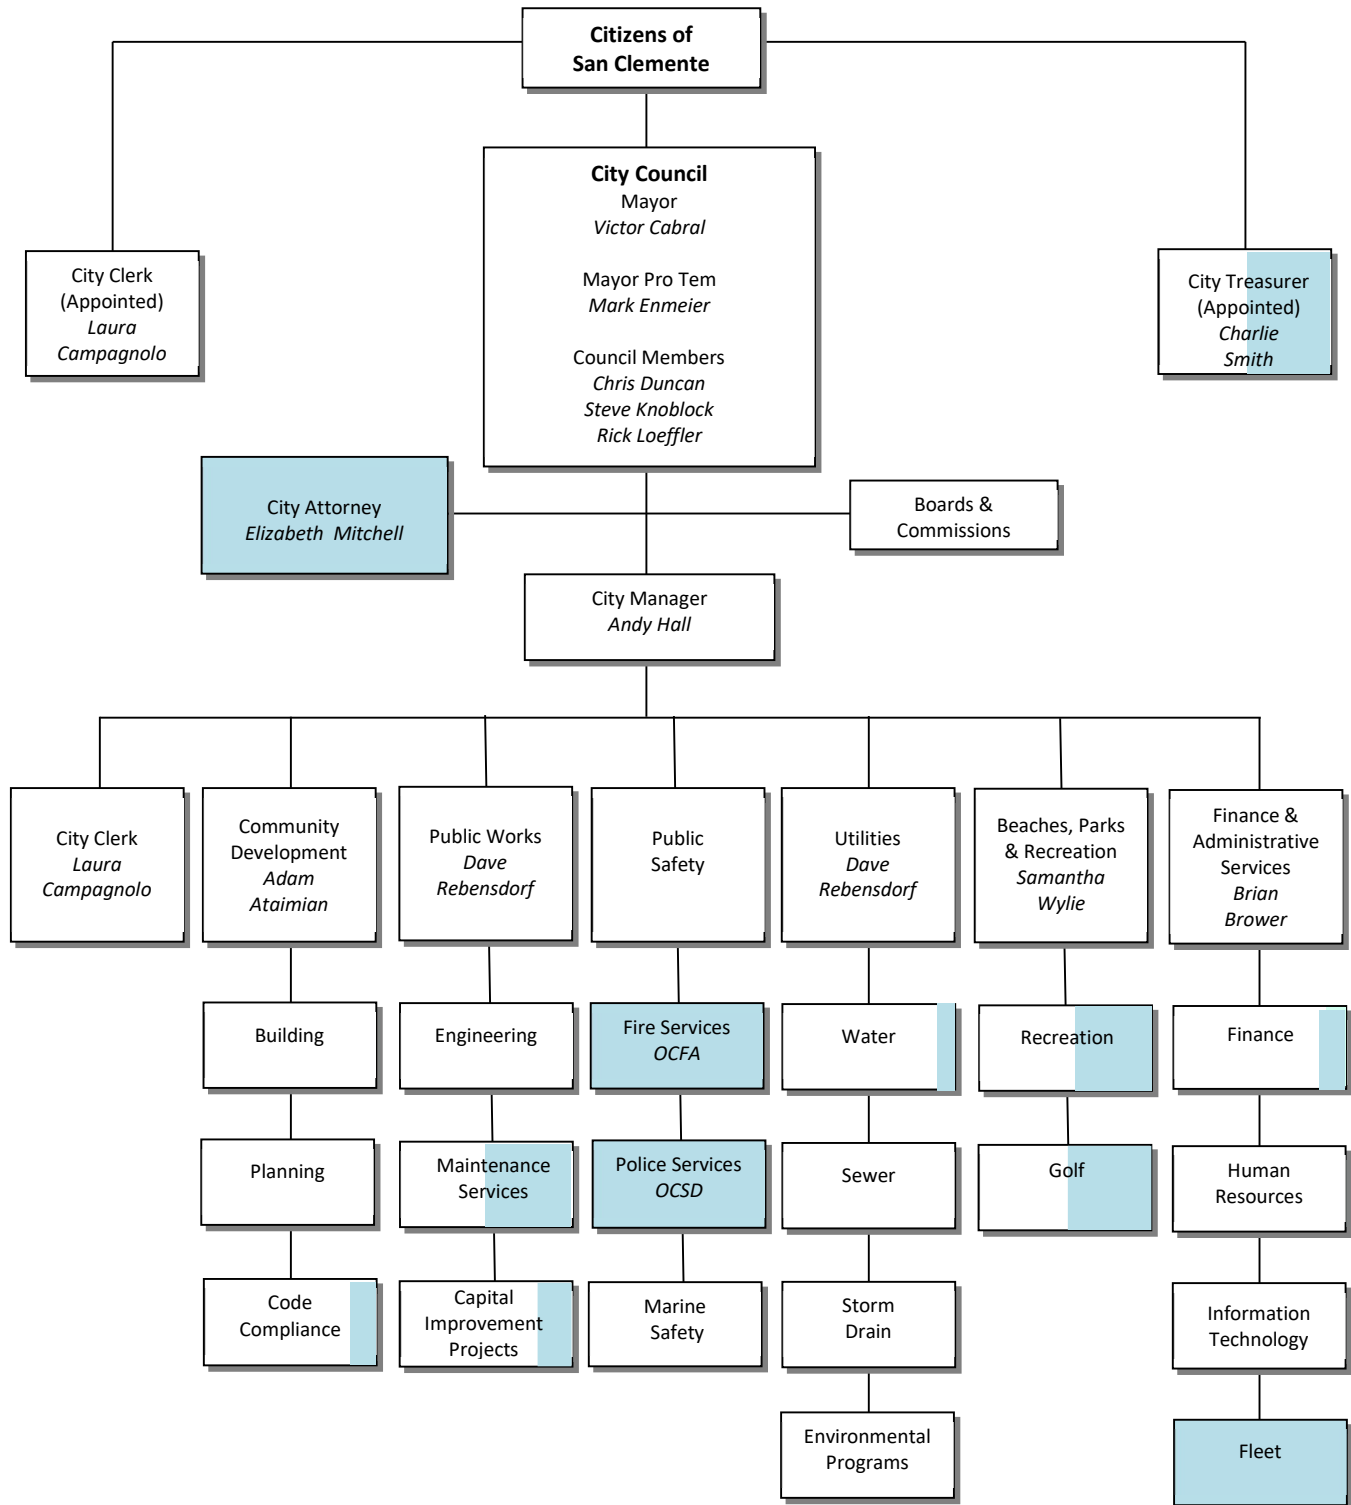 Citizens of
San Clemente
City Council
Mayor
Victor Cabral
Mayor Pro Tem
Mark Enmeier
Council Members
Chris Duncan
Steve Knoblock
Rick Loeffler
City Clerk
(Appointed)
Laura
Campagnolo
City Treasurer
(Appointed)
Charlie
Smith
City Attorney
Elizabeth Mitchell
Boards &
Commissions
City Manager
Andy Hall
City Clerk
Laura
Campagnolo
Community
Development
Adam
Ataimian
Public Works
Dave
Rebensdorf
Public
Safety
Utilities
Dave
Rebensdorf
Beaches, Parks
& Recreation
Samantha
Wylie
Finance &
Administrative
Services
Brian
Brower
Building
Engineering
Fire Services
OCFA
Water
Recreation
Finance
Planning
Maintenance
Services
Police Services
OCSD
Sewer
Golf
Human
Resources
Code
Compliance
Capital
Improvement
Projects
Marine
Safety
Storm
Drain
Information
Technology
Environmental
Programs
Fleet